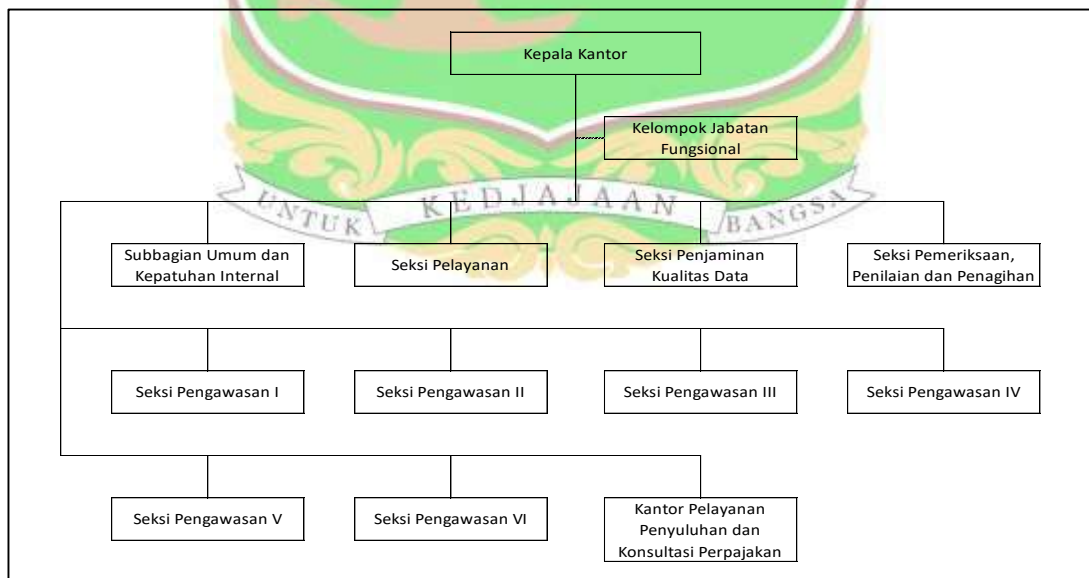 Kepala Kantor
Kelompok Jabatan
Fungsional
UNTUK KEDJAJAAN BANGSA
Subbagian Umum dan
Kepatuhan Internal
Seksi Pelayanan
Seksi Penjaminan
Kualitas Data
Seksi Pemeriksaan,
Penilaian dan Penagihan
Seksi Pengawasan I
Seksi Pengawasan II
Seksi Pengawasan III
Seksi Pengawasan IV
Seksi Pengawasan V
Seksi Pengawasan VI
Kantor Pelayanan
Penyuluhan dan
Konsultasi Perpajakan